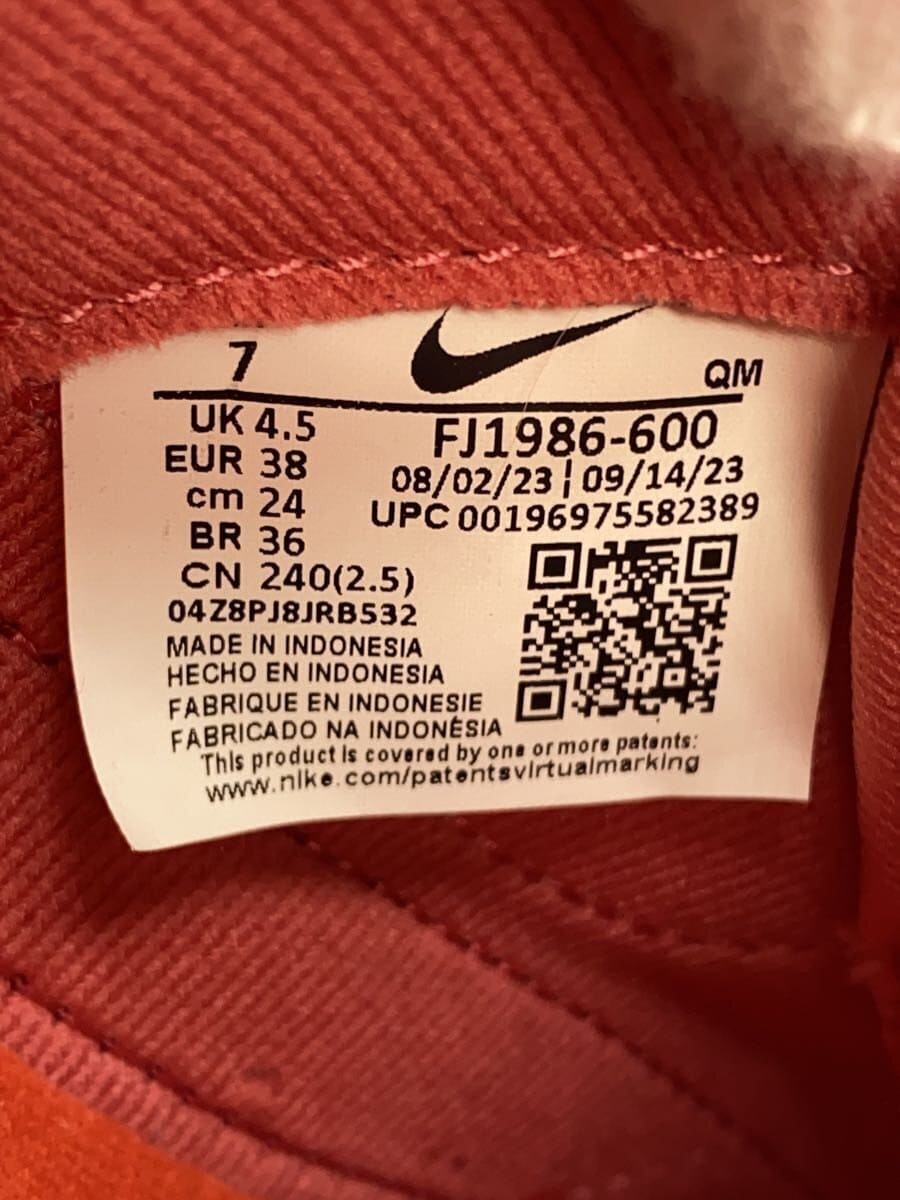 7
QM
UK 4.5
EUR 38
cm 24
BR 36
CN 240(2.5)
FJ1986-600
08/02/23 | 09/14/23
UPC 00196975582389
04Z8PJ8JRB532
MADE IN INDONESIA
HECHO EN INDONESIA
FABRIQUE EN INDONESIE
FABRICADO NA INDONÉSIA
This product is covered by one or more patents:
www.nike.com/patentsvirtualmarking